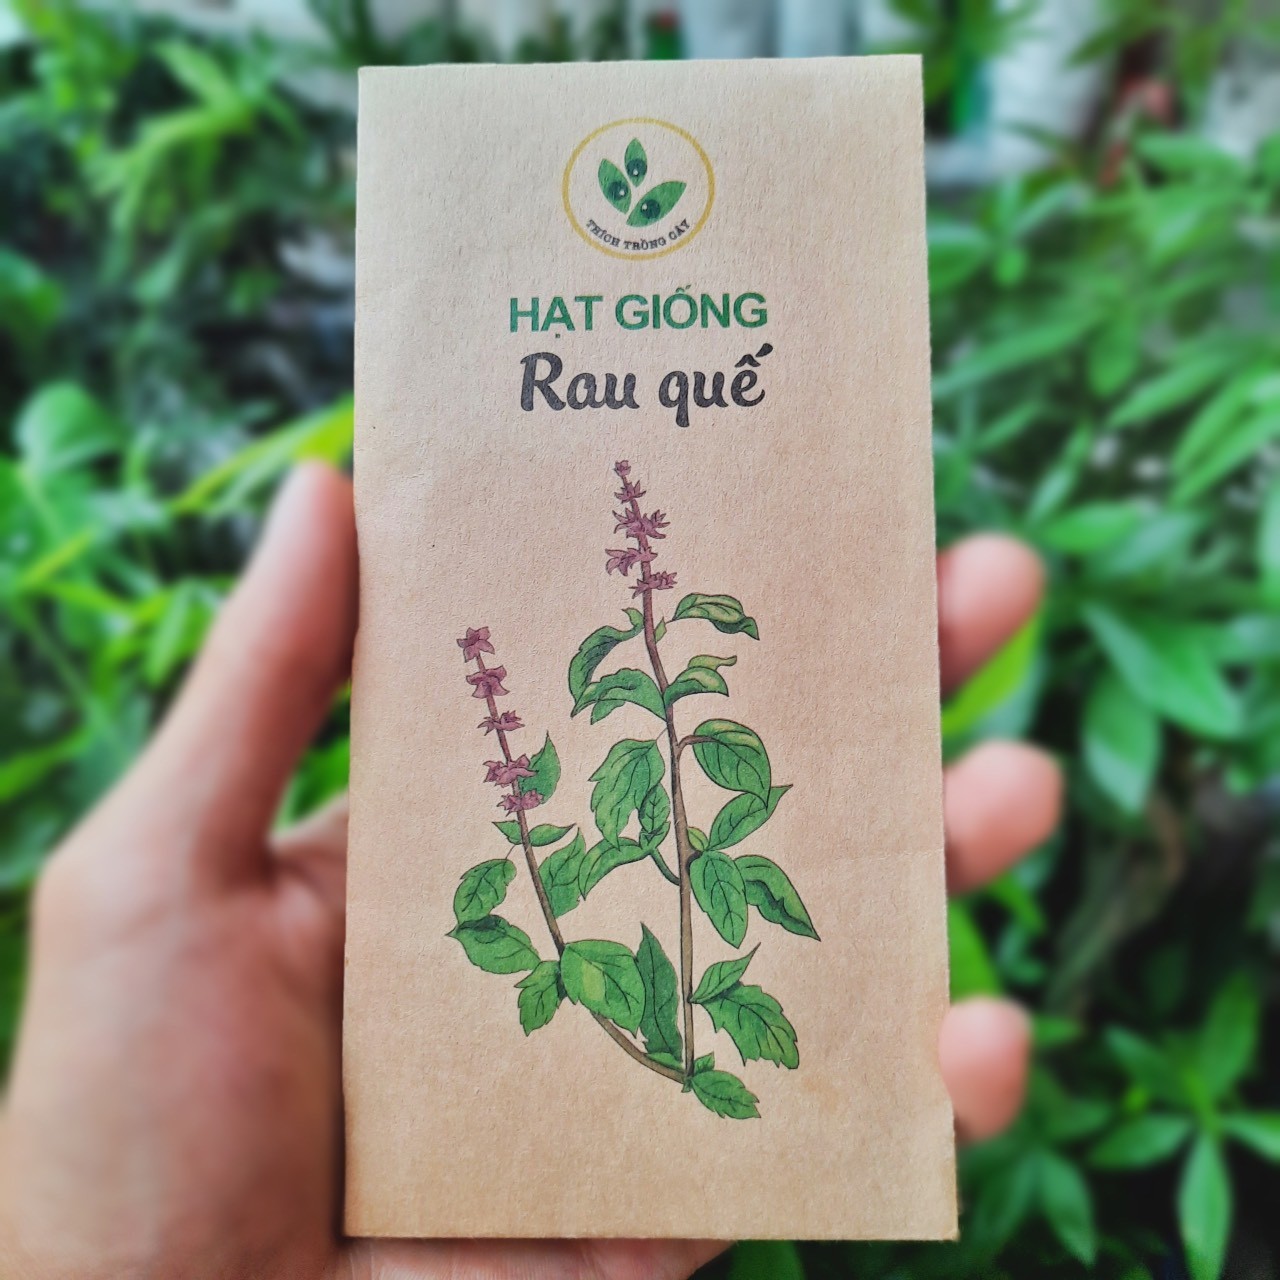 THÍCH TRỒNG CÂY
HẠT GIỐNG
Rau quế